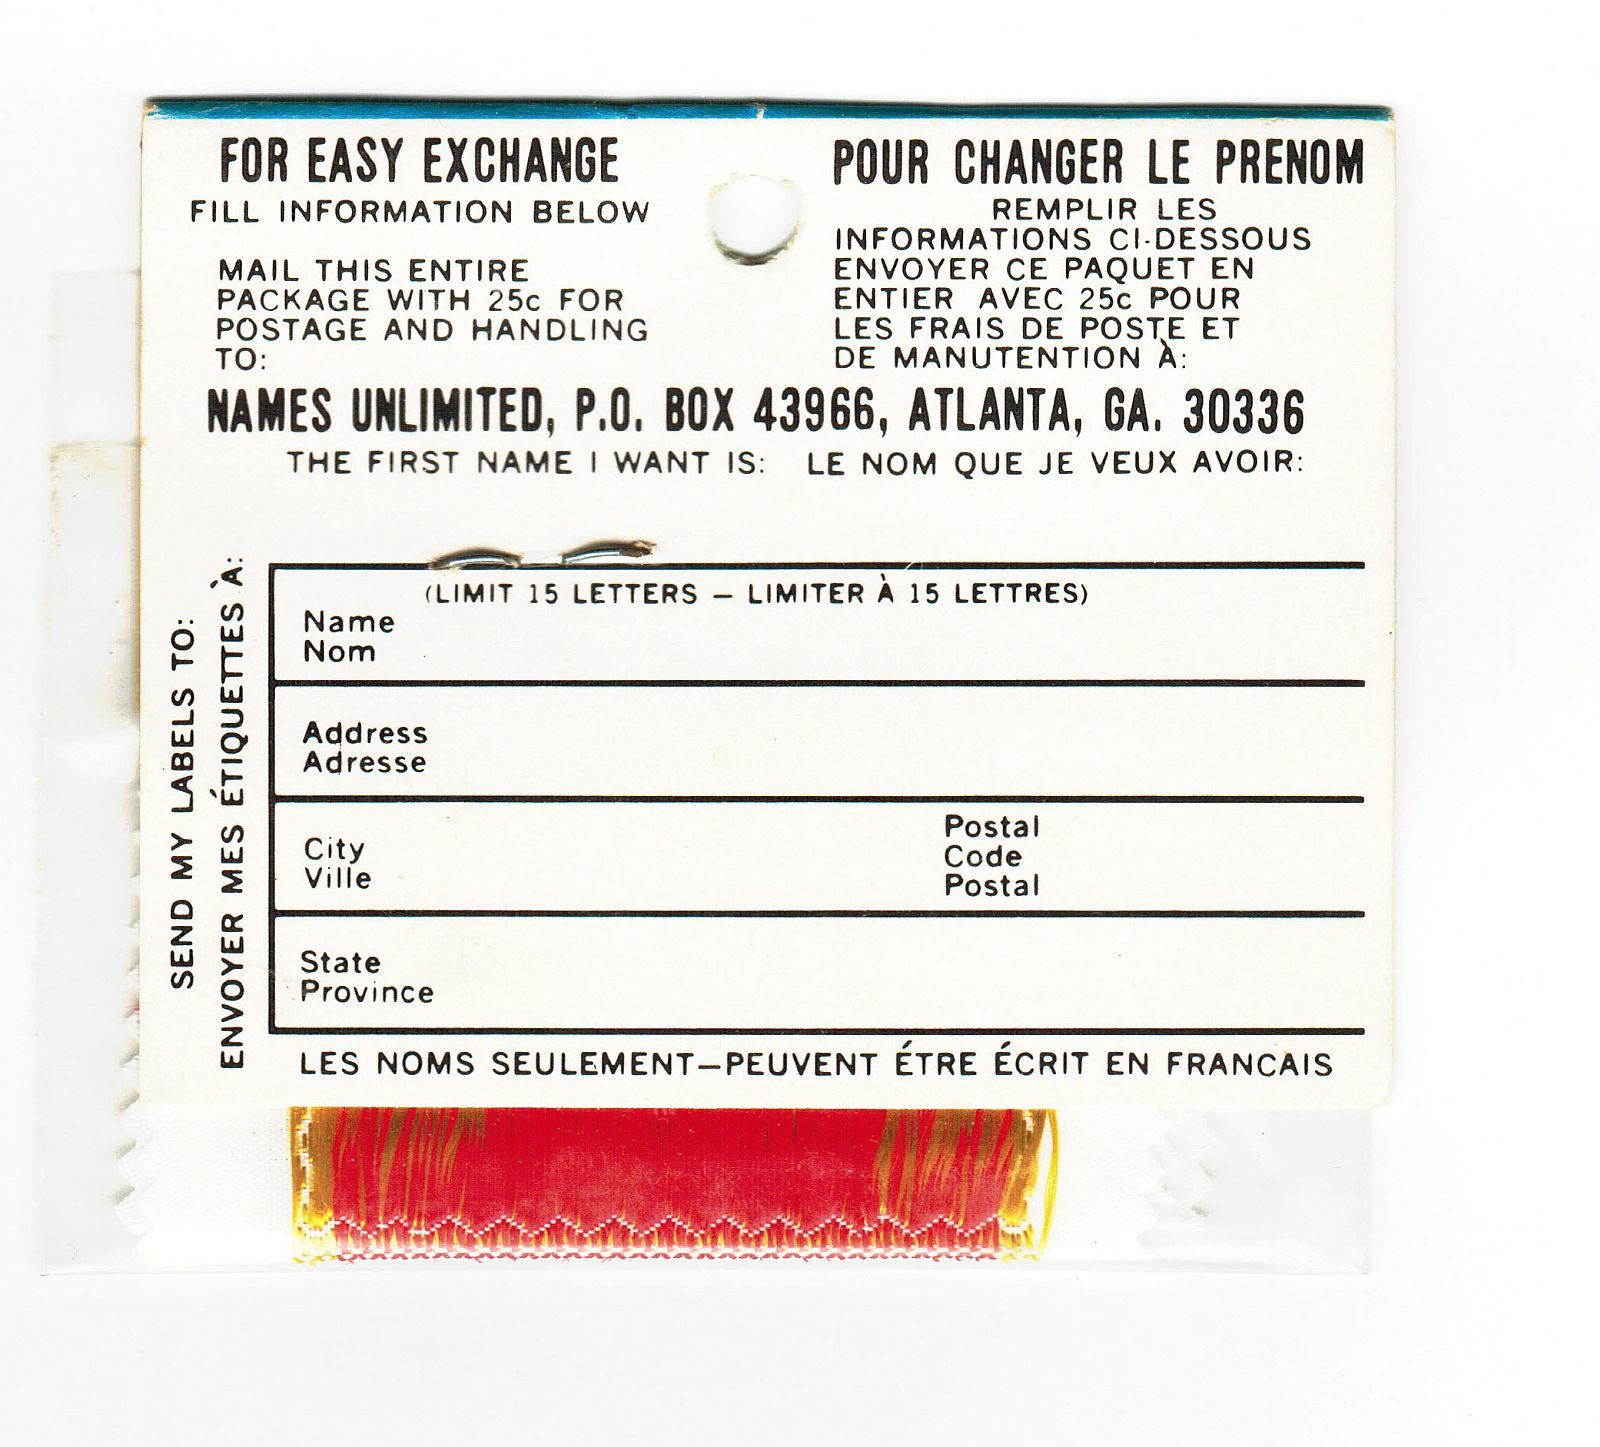 FOR EASY EXCHANGE
FILL INFORMATION BELOW
MAIL THIS ENTIRE
PACKAGE WITH 25c FOR
POSTAGE AND HANDLING
TO:
POUR CHANGER LE PRENOM
REMPLIR LES
INFORMATIONS CI-DESSOUS
ENVOYER CE PAQUET EN
ENTIER AVEC 25c POUR
LES FRAIS DE POSTE ET
DE MANUTENTION À:
NAMES UNLIMITED, P.O. BOX 43966, ATLANTA, GA. 30336
THE FIRST NAME I WANT IS: LE NOM QUE JE VEUX AVOIR:
SEND MY LABELS TO:
ENVOYER MES ÉTIQUETTES À:
(LIMIT 15 LETTERS — LIMITER À 15 LETTRES)
Name
Nom
Address
Adresse
City
Ville
Postal
Code
Postal
State
Province
LES NOMS SEULEMENT—PEUVENT ÉTRE ÉCRIT EN FRANCAIS